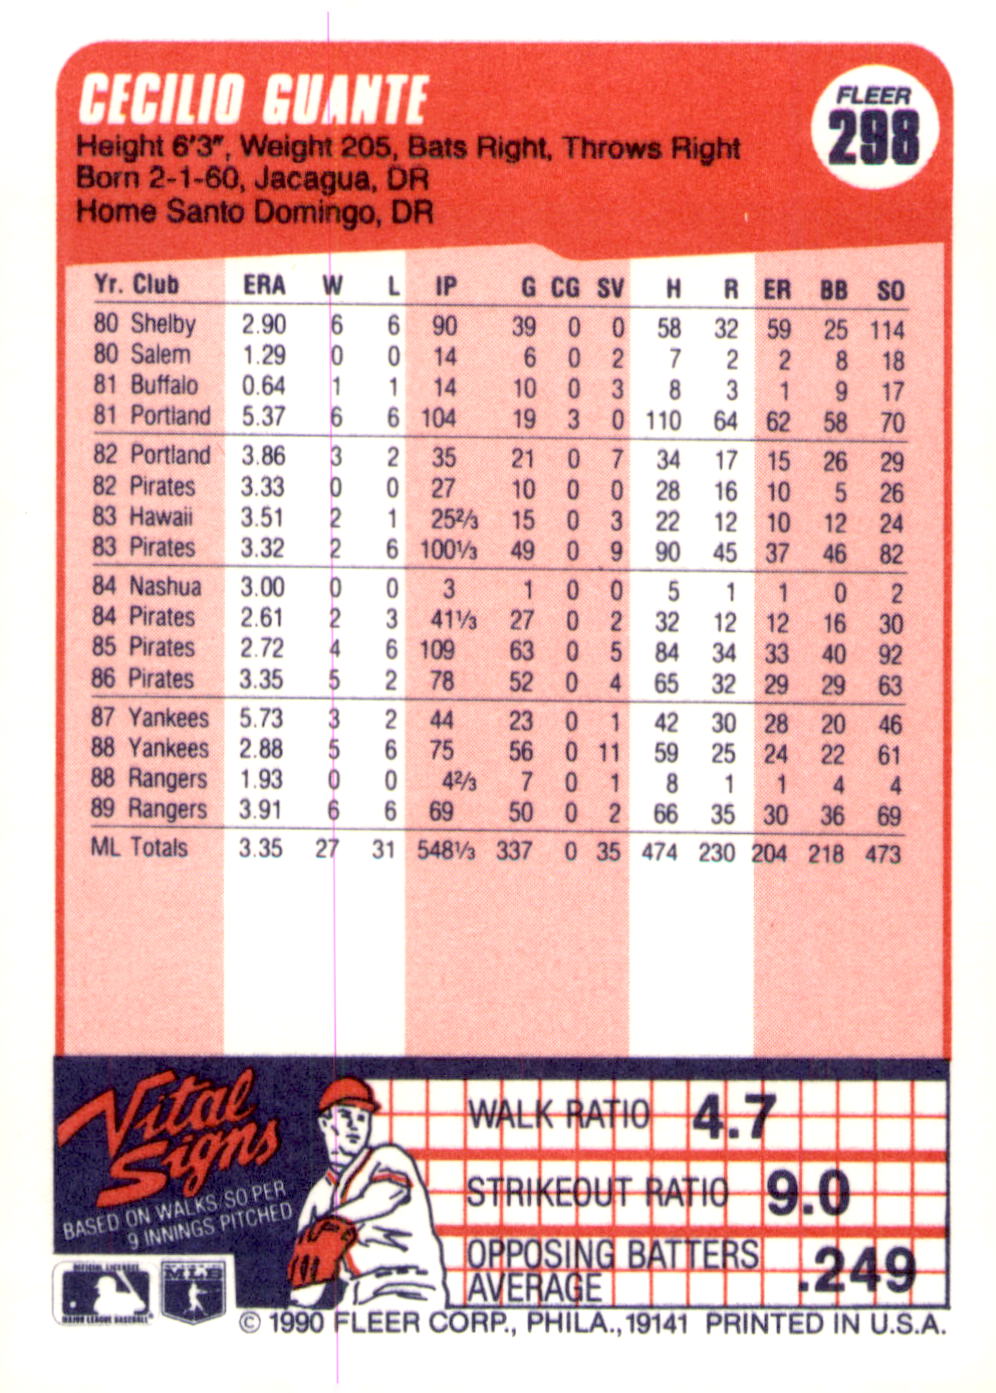 CECILIO GUANTE
FLEER
298
Height 6'3", Weight 205, Bats Right, Throws Right
Born 2-1-60, Jacagua, DR
Home Santo Domingo, DR
Yr. Club ERA W L IP G CG SV H R ER BB SO
80 Shelby 2.90 6 6 90 39 0 0 58 32 59 25 114
80 Salem 1.29 0 0 14 6 0 2 7 2 2 8 18
81 Buffalo 0.64 1 1 14 10 0 3 8 3 1 9 17
81 Portland 5.37 6 6 104 19 3 0 110 64 62 58 70
82 Portland 3.86 3 2 35 21 0 7 34 17 15 26 29
82 Pirates 3.33 0 0 27 10 0 0 28 16 10 5 26
83 Hawaii 3.51 2 1 25⅔ 15 0 3 22 12 10 12 24
83 Pirates 3.32 2 6 100⅓ 49 0 9 90 45 37 46 82
84 Nashua 3.00 0 0 3 1 0 0 5 1 1 0 2
84 Pirates 2.61 2 3 41⅓ 27 0 2 32 12 12 16 30
85 Pirates 2.72 4 6 109 63 0 5 84 34 33 40 92
86 Pirates 3.35 5 2 78 52 0 4 65 32 29 29 63
87 Yankees 5.73 3 2 44 23 0 1 42 30 28 20 46
88 Yankees 2.88 5 6 75 56 0 11 59 25 24 22 61
88 Rangers 1.93 0 0 4⅔ 7 0 1 8 1 1 4 4
89 Rangers 3.91 6 6 69 50 0 2 66 35 30 36 69
ML Totals 3.35 27 31 548⅓ 337 0 35 474 230 204 218 473
Vital
Signs
BASED ON WALKS, SO PER
9 INNINGS PITCHED
WALK RATIO 4.7
STRIKEOUT RATIO 9.0
OPPOSING BATTERS
AVERAGE .249
OFFICIAL LICENSEE
MAJOR LEAGUE BASEBALL
MLB
© 1990 FLEER CORP., PHILA., 19141 PRINTED IN U.S.A.